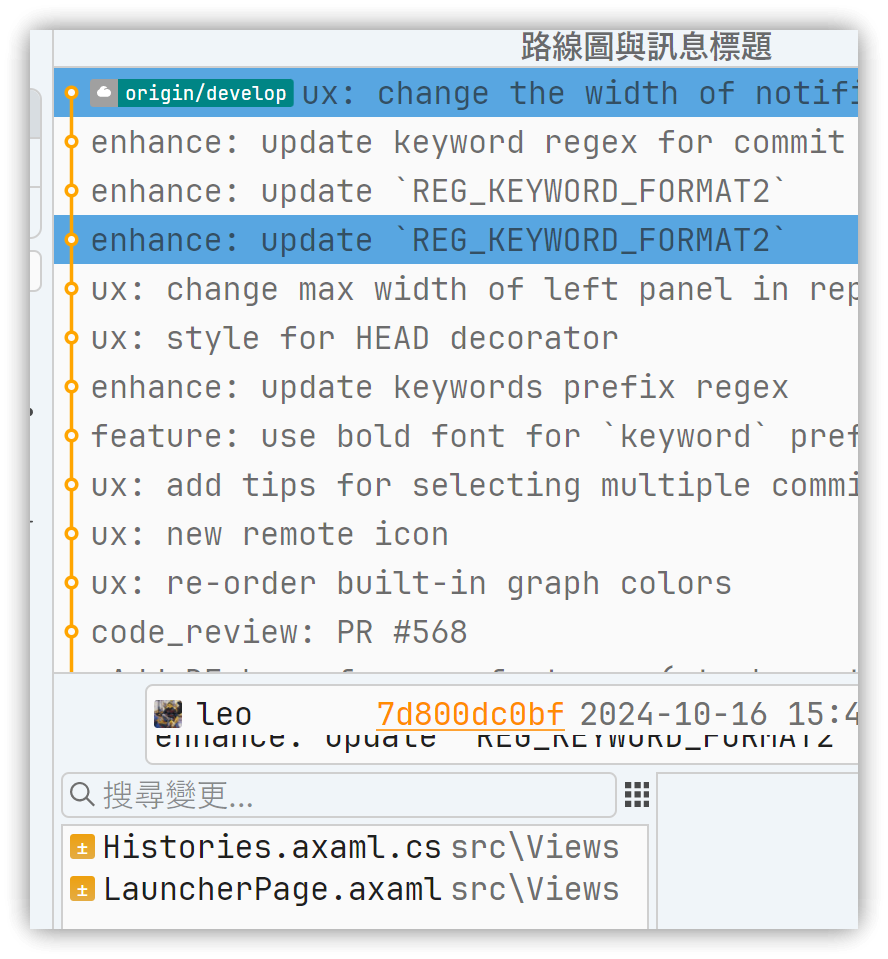 路線圖與訊息標題
origin/develop ux: change the width of notifi
enhance: update keyword regex for commit
enhance: update `REG_KEYWORD_FORMAT2`
enhance: update `REG_KEYWORD_FORMAT2`
ux: change max width of left panel in rep
ux: style for HEAD decorator
enhance: update keywords prefix regex
feature: use bold font for `keyword` pref
ux: add tips for selecting multiple commi
ux: new remote icon
ux: re-order built-in graph colors
code_review: PR #568
leo 7d800dc0bf 2024-10-16 15:4
enhance: update `REG_KEYWORD_FORMAT2`
搜尋變更...
± Histories.axaml.cs src\Views
± LauncherPage.axaml src\Views